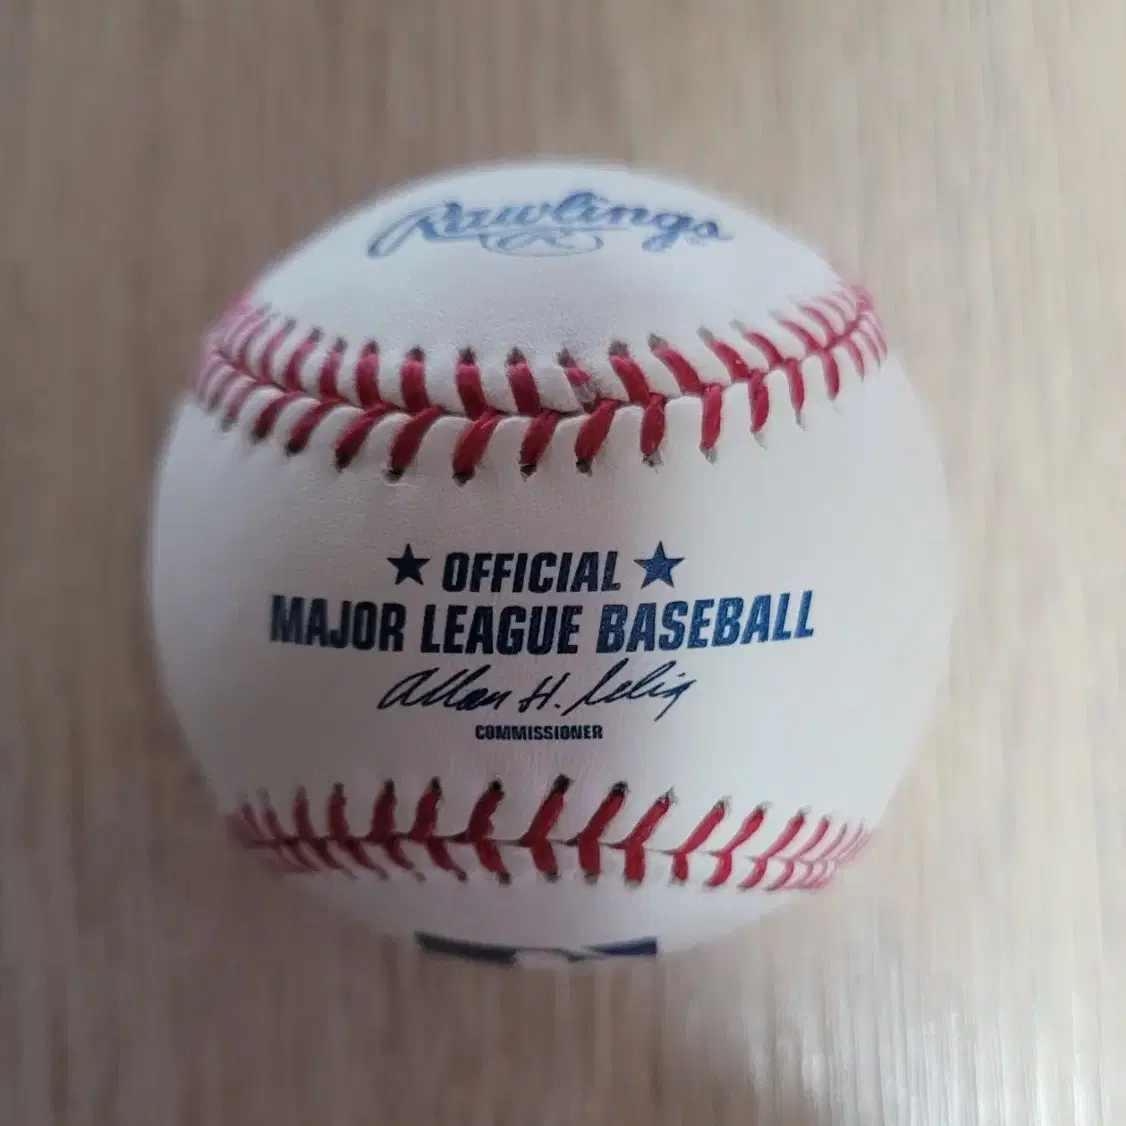 Rawlings
R
®
★ OFFICIAL ★
MAJOR LEAGUE BASEBALL
Allan H. Selig
COMMISSIONER